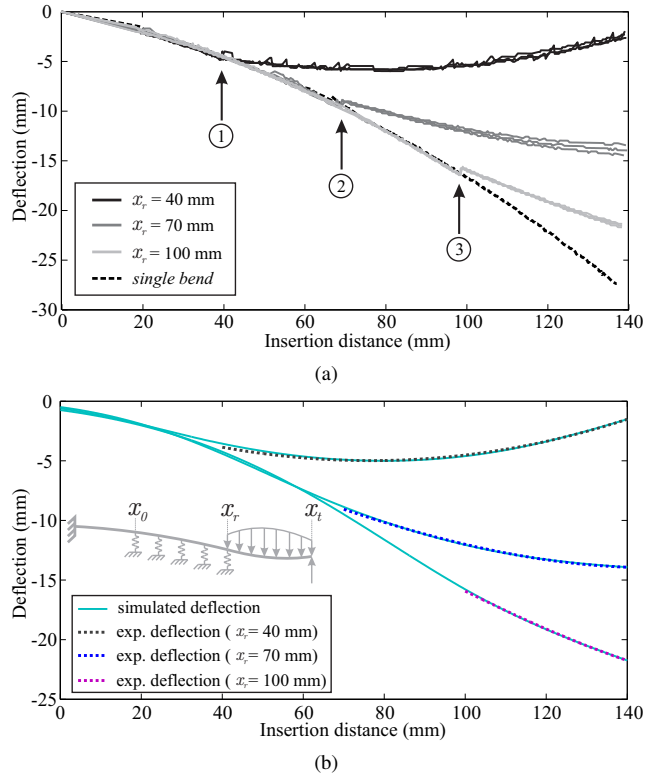 0
-5
-10
-15
-20
-25
-30
Deflection (mm)
1
2
3
x_r = 40 mm
x_r = 70 mm
x_r = 100 mm
single bend
0 20 40 60 80 100 120 140
Insertion distance (mm)
(a)
0
-5
-10
-15
-20
-25
Deflection (mm)
x_0 x_r x_t
simulated deflection
exp. deflection ( x_r= 40 mm)
exp. deflection ( x_r= 70 mm)
exp. deflection ( x_r= 100 mm)
0 20 40 60 80 100 120 140
Insertion distance (mm)
(b)